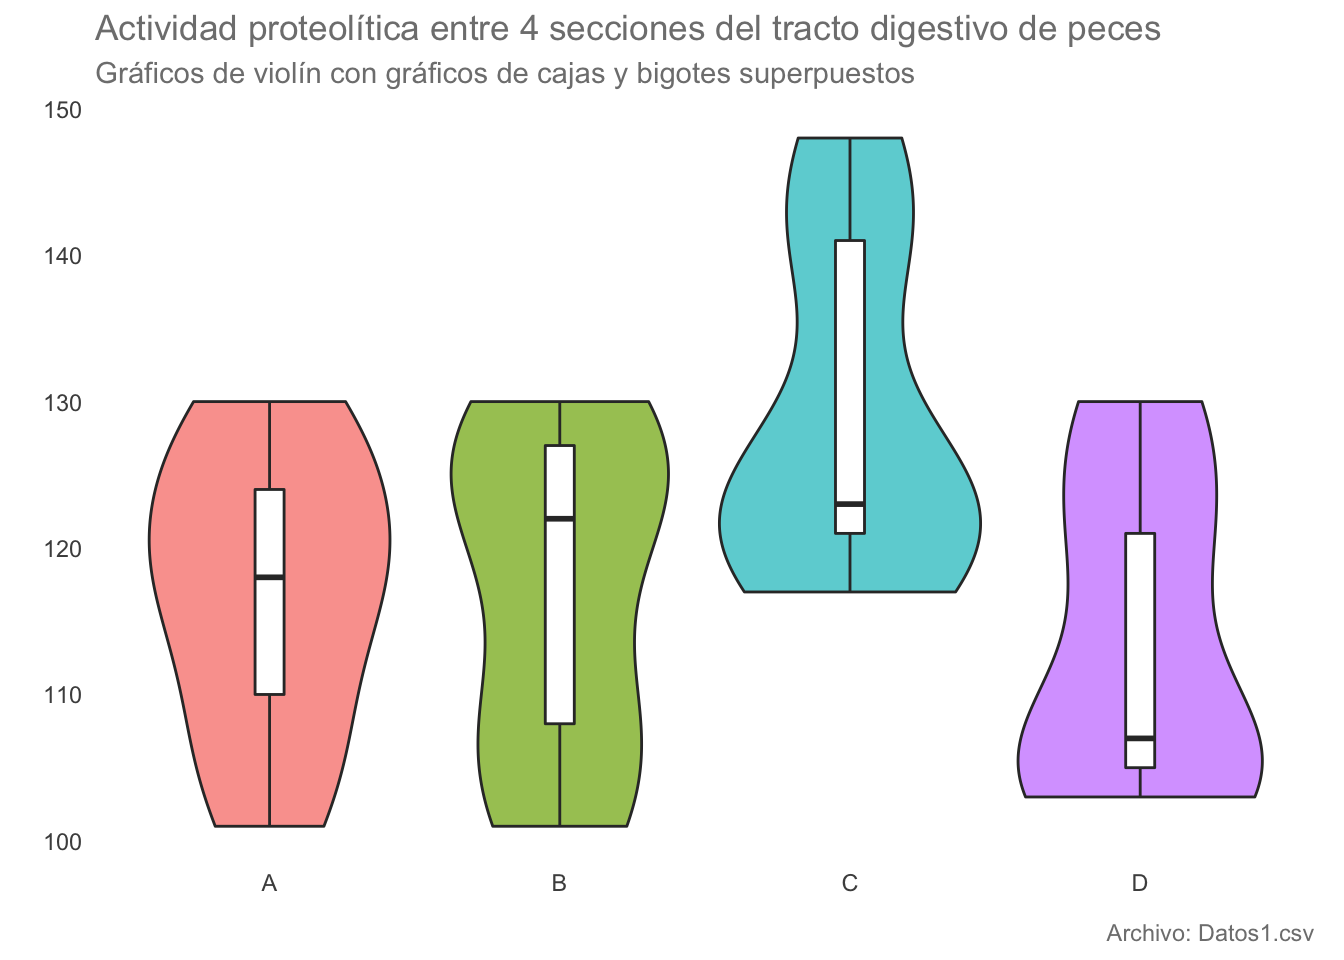 Actividad proteolítica entre 4 secciones del tracto digestivo de peces
Gráficos de violín con gráficos de cajas y bigotes superpuestos
150
140
130
120
110
100
A B C D
Archivo: Datos1.csv